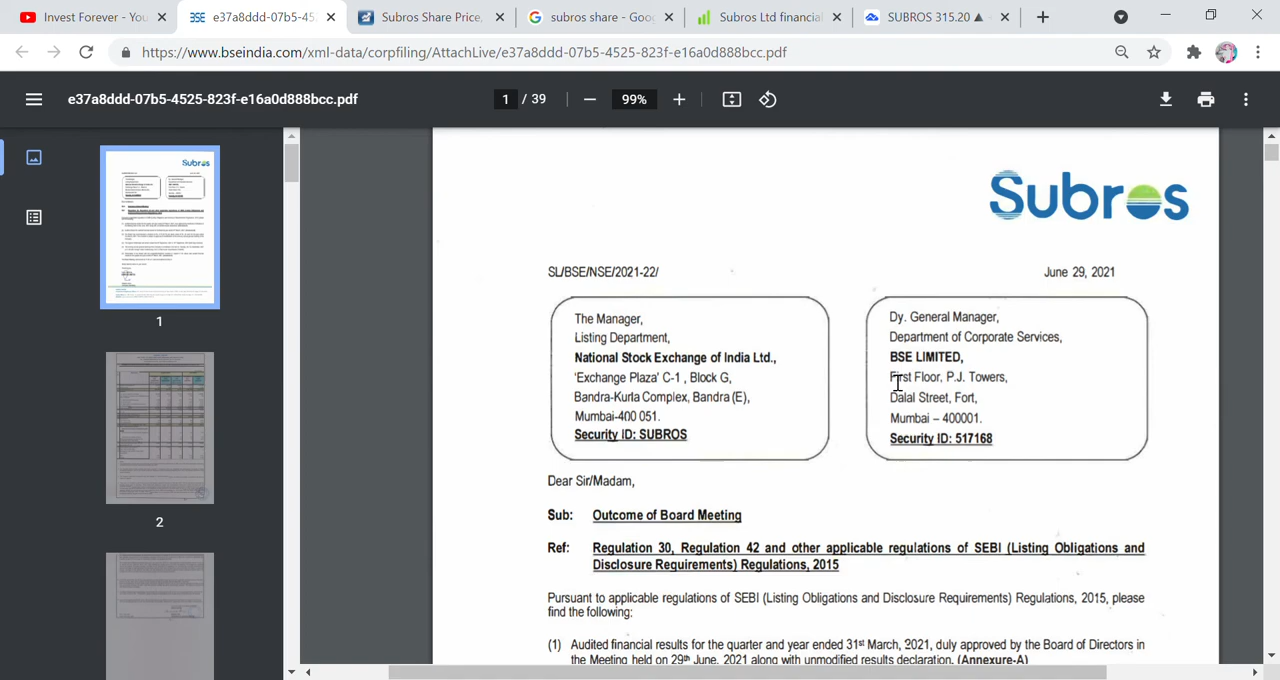 Invest Forever - You
e37a8ddd-07b5-45
Subros Share Price,
subros share - Goog
Subros Ltd financial
SUBROS 315.20 ▲ -
https://www.bseindia.com/xml-data/corpfiling/AttachLive/e37a8ddd-07b5-4525-823f-e16a0d888bcc.pdf
e37a8ddd-07b5-4525-823f-e16a0d888bcc.pdf
1 / 39
99%
1
2
Subros
June 29, 2021
The Manager,
Listing Department,
National Stock Exchange of India Ltd.,
'Exchange Plaza' C-1 , Block G,
Bandra-Kurla Complex, Bandra (E),
Mumbai-400 051.
Security ID: SUBROS
Dy. General Manager,
Department of Corporate Services,
BSE LIMITED,
First Floor, P.J. Towers,
Dalal Street, Fort,
Mumbai – 400001.
Security ID: 517168
Dear Sir/Madam,
Sub: Outcome of Board Meeting
Ref: Regulation 30, Regulation 42 and other applicable regulations of SEBI (Listing Obligations and
Disclosure Requirements) Regulations, 2015
Pursuant to applicable regulations of SEBI (Listing Obligations and Disclosure Requirements) Regulations, 2015, please
find the following:
(1) Audited financial results for the quarter and year ended 31st March, 2021, duly approved by the Board of Directors in
the Meeting held on 29th June, 2021 along with unmodified results declaration. (Annexure-A)